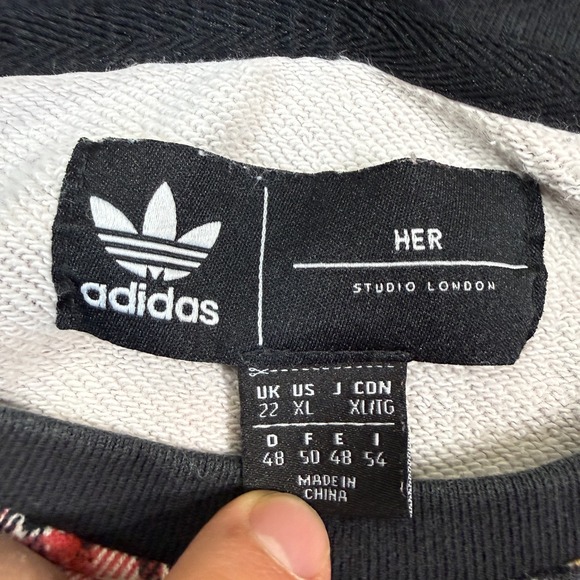 adidas
HER
STUDIO LONDON
UK US J CDN
22 XL XL/TG
D F E I
48 50 48 54
MADE IN
CHINA